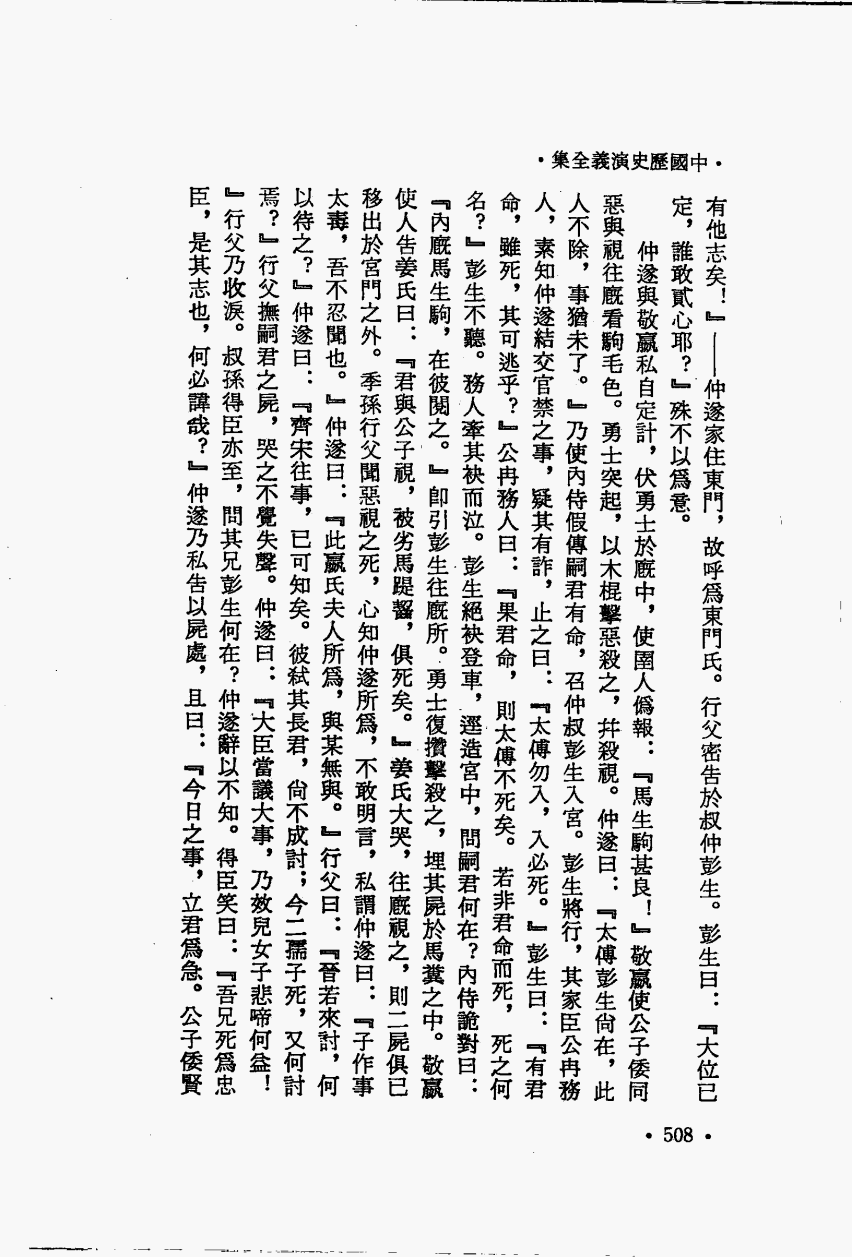 •中國歷史演義全集•
有他志矣！』——仲遂家住東門，故呼爲東門氏。行父密告於叔仲彭生。彭生曰：『大位已
定，誰敢貳心耶？』殊不以爲意。
仲遂與敬嬴私自定計，伏勇士於廐中，使圉人僞報：『馬生駒甚良！』敬嬴使公子倭同
惡與視往廐看駒毛色。勇士突起，以木棍擊惡殺之，幷殺視。仲遂曰：『太傅彭生尙在，此
人不除，事猶未了。』乃使內侍假傳嗣君有命，召仲叔彭生入宮。彭生將行，其家臣公冉務
人，素知仲遂結交官禁之事，疑其有詐，止之曰：『太傅勿入，入必死。』彭生曰：『有君
命，雖死，其可逃乎？』公冉務人曰：『果君命，則太傅不死矣。若非君命而死，死之何
名？』彭生不聽。務人牽其袂而泣。彭生絕袂登車，逕造宮中，問嗣君何在？內侍詭對曰：
『內廐馬生駒，在彼閱之。』卽引彭生往廐所。勇士復攢擊殺之，埋其屍於馬糞之中。敬嬴
使人告姜氏曰：『君與公子視，被劣馬踶齧，俱死矣。』姜氏大哭，往廐視之，則二屍俱已
移出於宮門之外。季孫行父聞惡視之死，心知仲遂所爲，不敢明言，私謂仲遂曰：『子作事
太毒，吾不忍聞也。』仲遂曰：『此嬴氏夫人所爲，與某無與。』行父曰：『晉若來討，何
以待之？』仲遂曰：『齊宋往事，已可知矣。彼弒其長君，尙不成討；今二孺子死，又何討
焉？』行父撫嗣君之屍，哭之不覺失聲。仲遂曰：『大臣當議大事，乃效兒女子悲啼何益！
』行父乃收淚。叔孫得臣亦至，問其兄彭生何在？仲遂辭以不知。得臣笑曰：『吾兄死爲忠
臣，是其志也，何必諱哉？』仲遂乃私告以屍處，且曰：『今日之事，立君爲急。公子倭賢
•508•